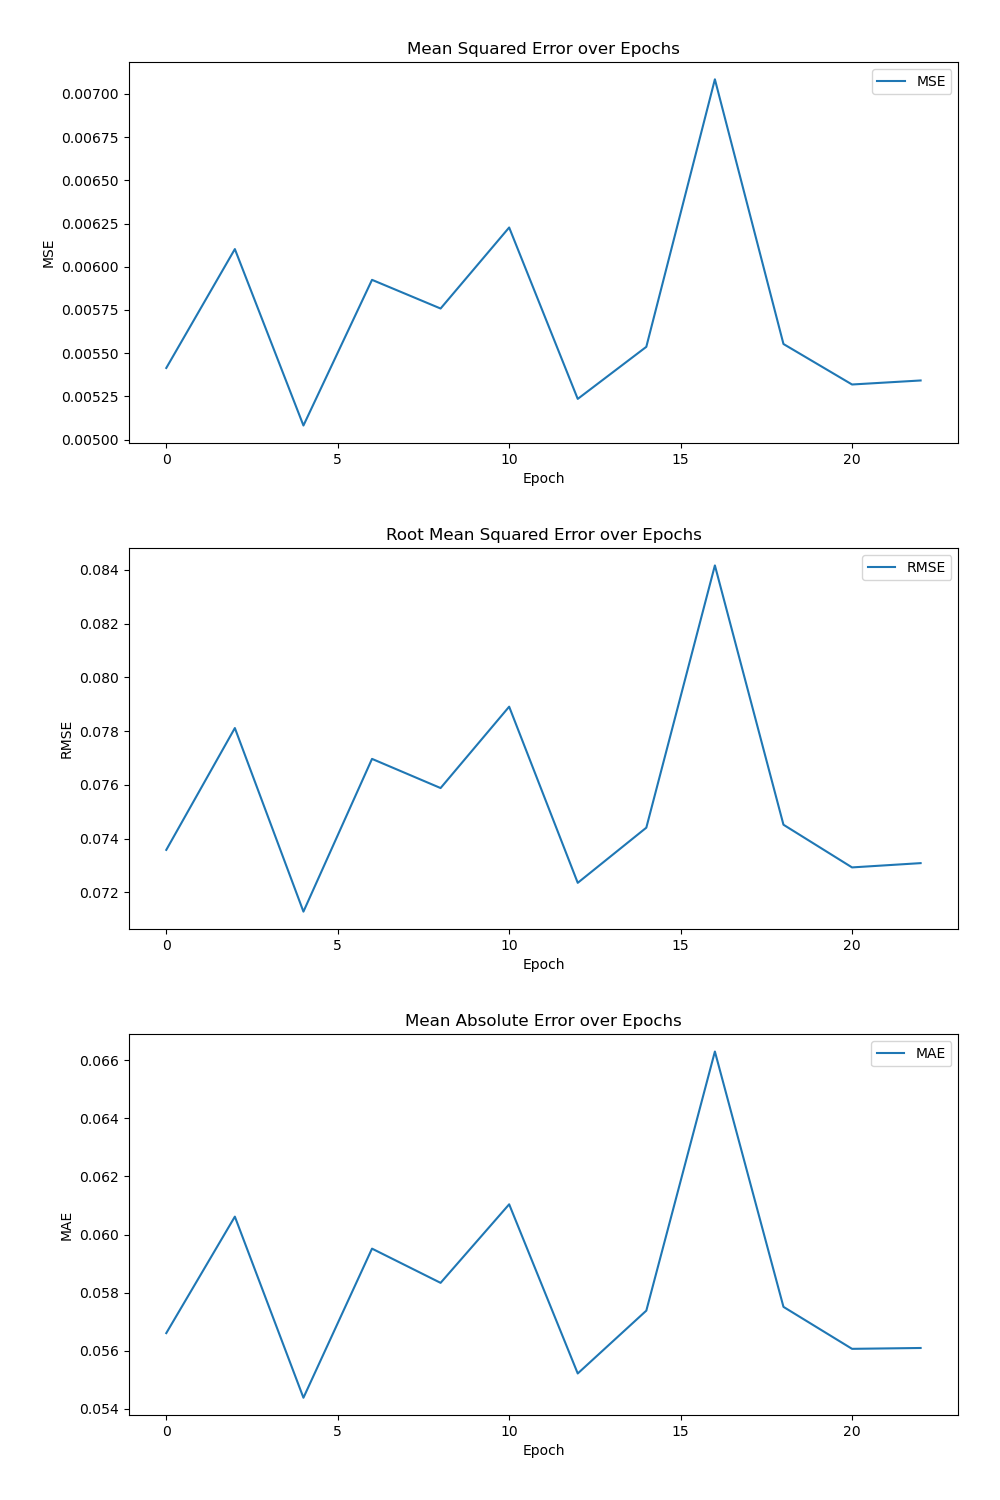 Mean Squared Error over Epochs
MSE
0.00700
0.00675
0.00650
0.00625
0.00600
0.00575
0.00550
0.00525
0.00500
MSE
0 5 10 15 20
Epoch
Root Mean Squared Error over Epochs
RMSE
0.084
0.082
0.080
0.078
0.076
0.074
0.072
RMSE
0 5 10 15 20
Epoch
Mean Absolute Error over Epochs
MAE
0.066
0.064
0.062
0.060
0.058
0.056
0.054
MAE
0 5 10 15 20
Epoch